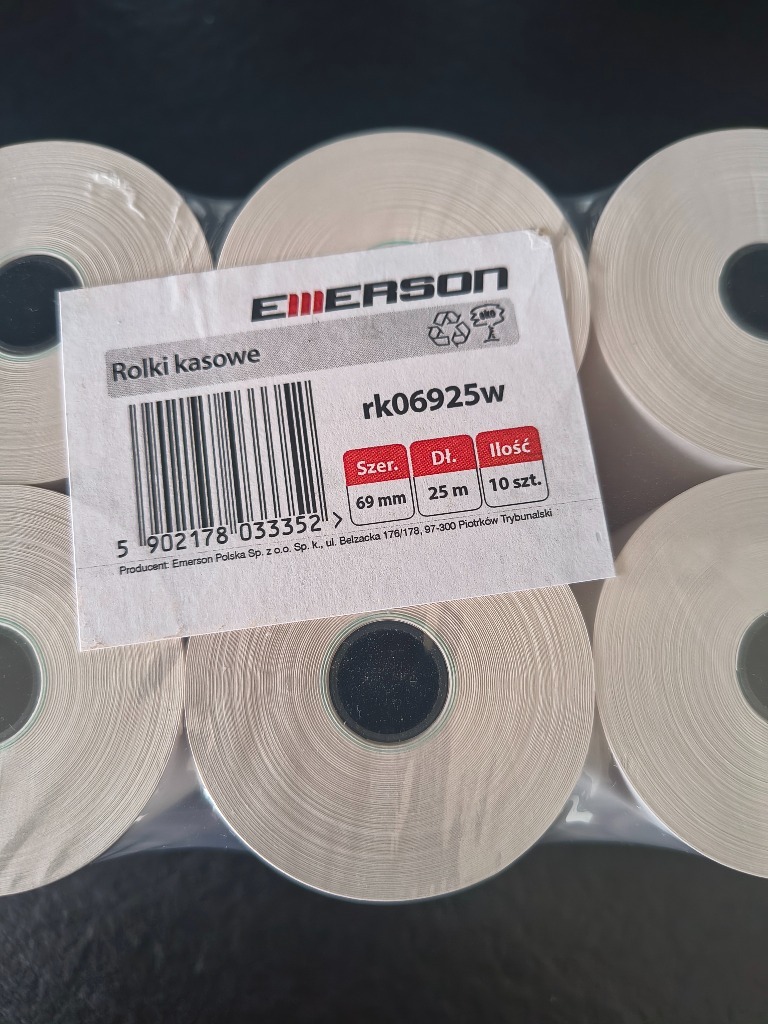 EMERSON
eko
Rolki kasowe
rk06925w
Szer. Dł. Ilość
69 mm 25 m 10 szt.
5 902178 033352 >
Producent: Emerson Polska Sp. z o.o. Sp. k., ul. Belzacka 176/178, 97-300 Piotrków Trybunalski